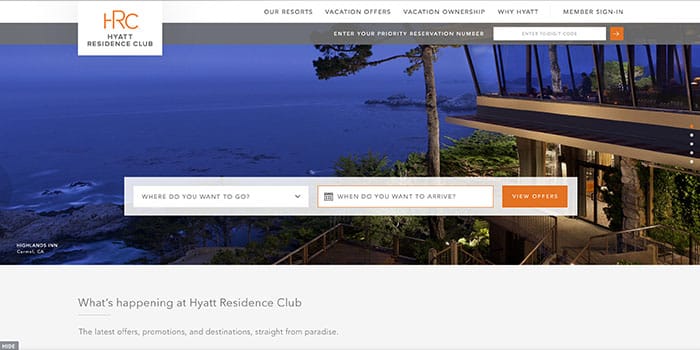 HRC
HYATT
RESIDENCE CLUB
OUR RESORTS VACATION OFFERS VACATION OWNERSHIP WHY HYATT MEMBER SIGN-IN
ENTER YOUR PRIORITY RESERVATION NUMBER ENTER 10-DIGIT CODE
WHERE DO YOU WANT TO GO? WHEN DO YOU WANT TO ARRIVE? VIEW OFFERS
HIGHLANDS INN
Carmel, CA
What's happening at Hyatt Residence Club
The latest offers, promotions, and destinations, straight from paradise.
HIDE